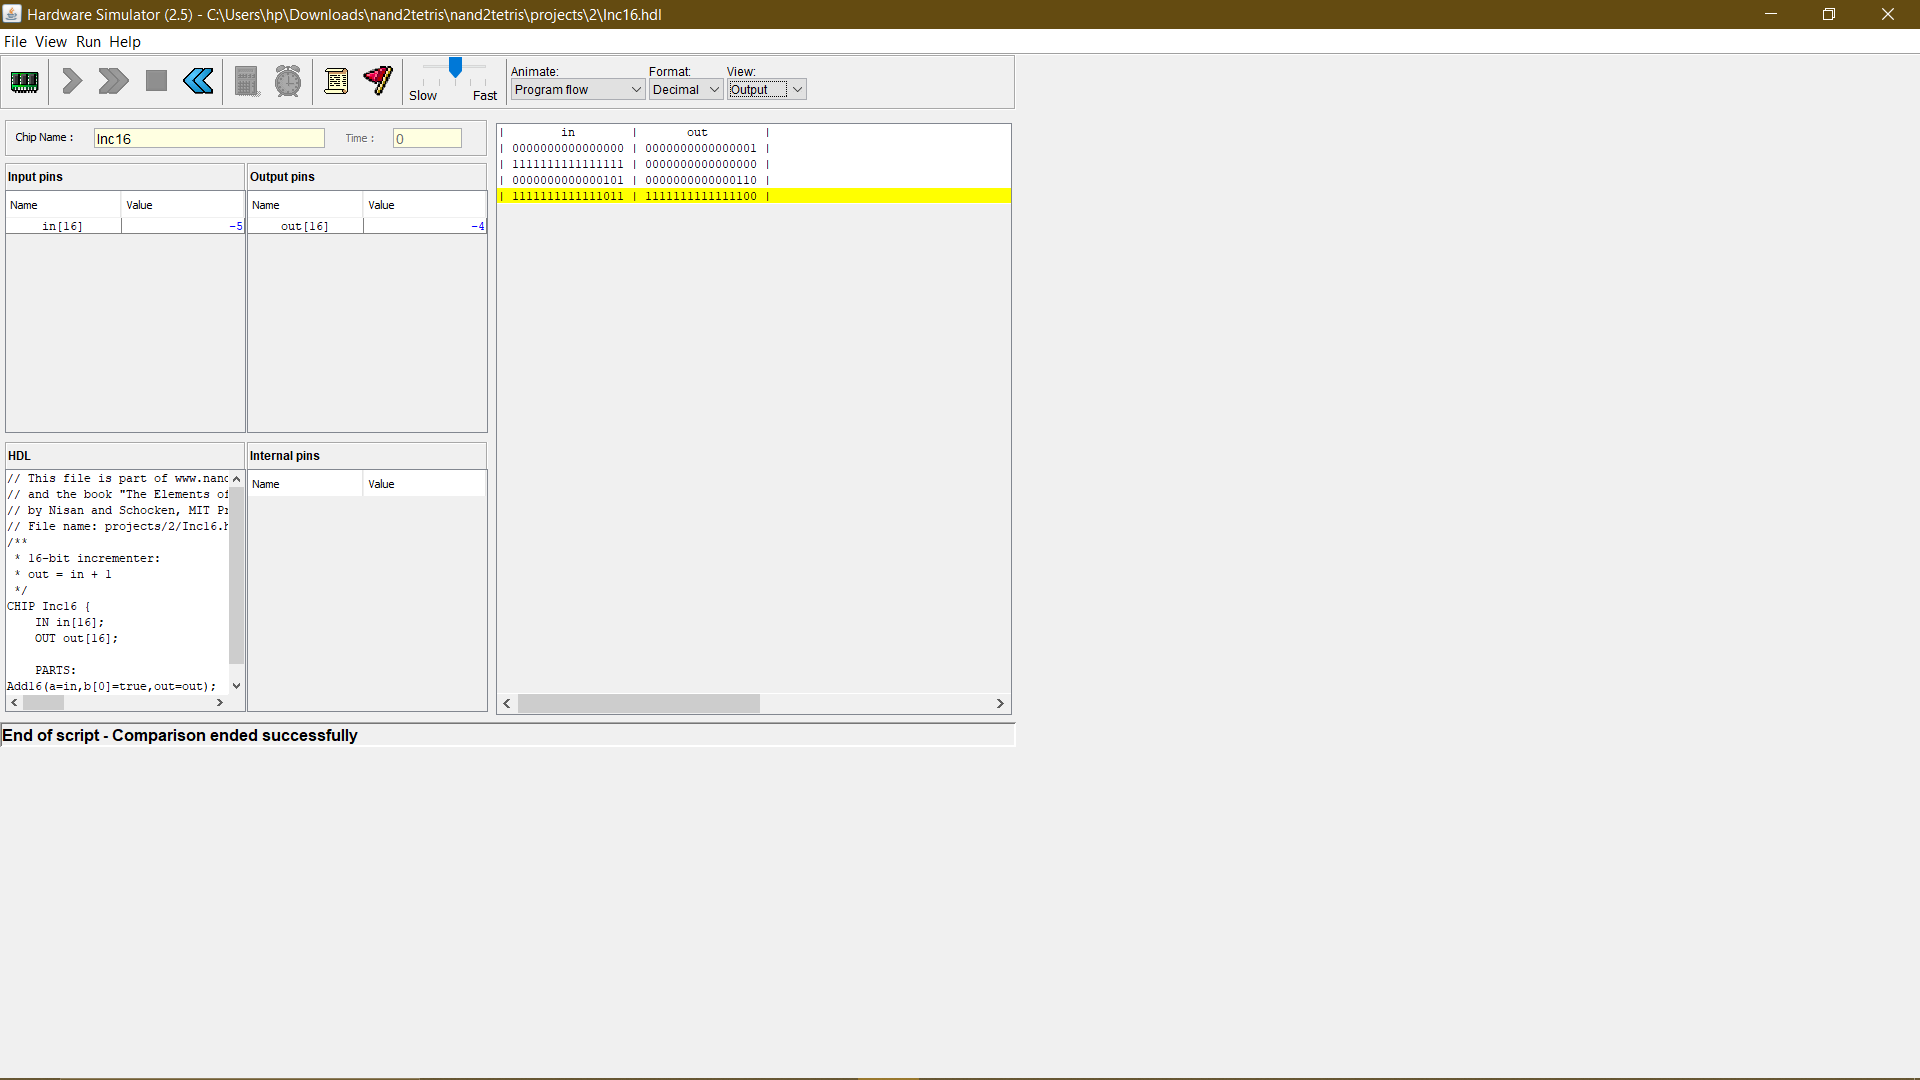 Hardware Simulator (2.5) - C:\Users\hp\Downloads\nand2tetris\nand2tetris\projects\2\Inc16.hdl
File View Run Help
Slow Fast
Animate: Format: View:
Program flow Decimal Output
Chip Name : Inc16 Time : 0
Input pins
Name Value
in[16] -5
Output pins
Name Value
out[16] -4
HDL
// This file is part of www.nand
// and the book "The Elements of
// by Nisan and Schocken, MIT Pr
// File name: projects/2/Inc16.h
/**
* 16-bit incrementer:
* out = in + 1
*/
CHIP Inc16 {
IN in[16];
OUT out[16];
PARTS:
Add16(a=in,b[0]=true,out=out);
Internal pins
Name Value
| in | out |
| 0000000000000000 | 0000000000000001 |
| 1111111111111111 | 0000000000000000 |
| 0000000000000101 | 0000000000000110 |
| 1111111111111011 | 1111111111111100 |
End of script - Comparison ended successfully